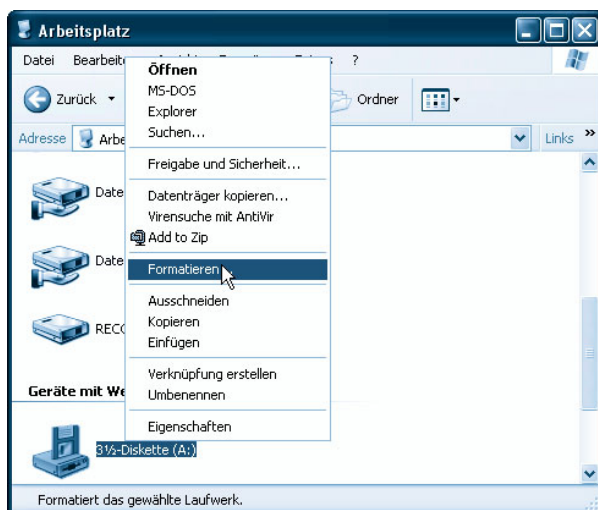 Arbeitsplatz
Datei Bearbeite ?
Zurück Ordner
Adresse Arbe Links »
Öffnen
MS-DOS
Explorer
Suchen...
Freigabe und Sicherheit...
Datenträger kopieren...
Virensuche mit AntiVir
Add to Zip
Formatieren...
Ausschneiden
Kopieren
Einfügen
Verknüpfung erstellen
Umbenennen
Eigenschaften
Date
Date
RECO
Geräte mit We
3½-Diskette (A:)
Formatiert das gewählte Laufwerk.